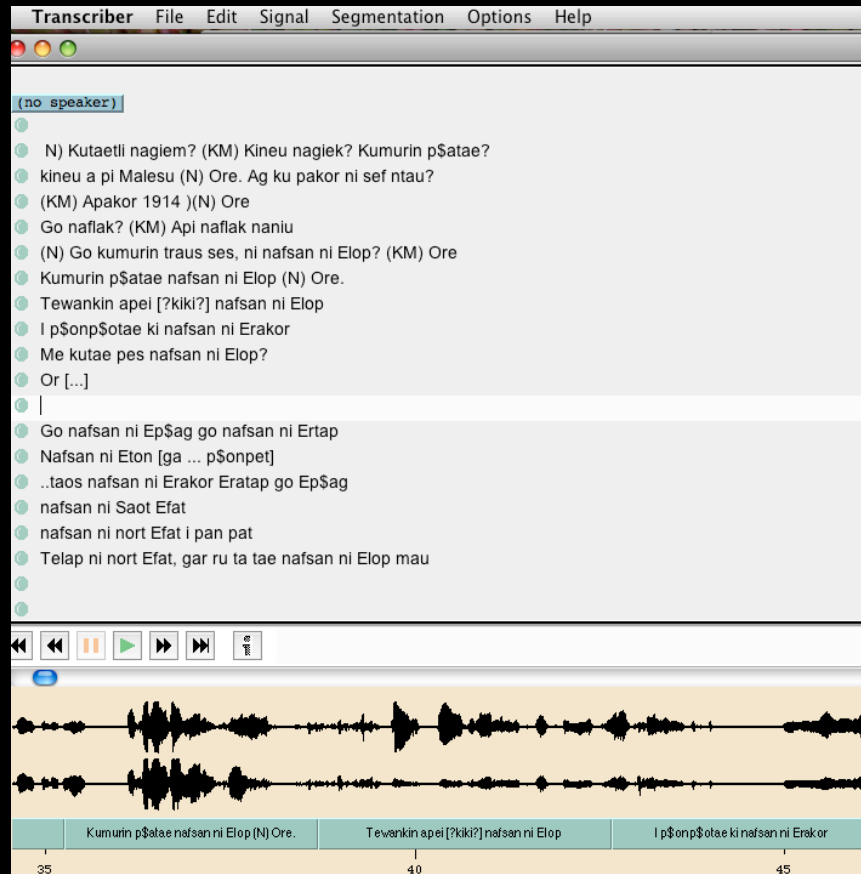 Transcriber File Edit Signal Segmentation Options Help
(no speaker)
N) Kutaetli nagiem? (KM) Kineu nagiek? Kumurin p$atae?
kineu a pi Malesu (N) Ore. Ag ku pakor ni sef ntau?
(KM) Apakor 1914 )(N) Ore
Go naflak? (KM) Api naflak naniu
(N) Go kumurin traus ses, ni nafsan ni Elop? (KM) Ore
Kumurin p$atae nafsan ni Elop (N) Ore.
Tewankin apei [?kiki?] nafsan ni Elop
I p$onp$otae ki nafsan ni Erakor
Me kutae pes nafsan ni Elop?
Or [...]
Go nafsan ni Ep$ag go nafsan ni Ertap
Nafsan ni Eton [ga ... p$onpet]
..taos nafsan ni Erakor Eratap go Ep$ag
nafsan ni Saot Efat
nafsan ni nort Efat i pan pat
Telap ni nort Efat, gar ru ta tae nafsan ni Elop mau
i
Kumurin p$atae nafsan ni Elop (N) Ore. Tewankin apei [?kiki?] nafsan ni Elop I p$onp$otae ki nafsan ni Erakor
35 40 45